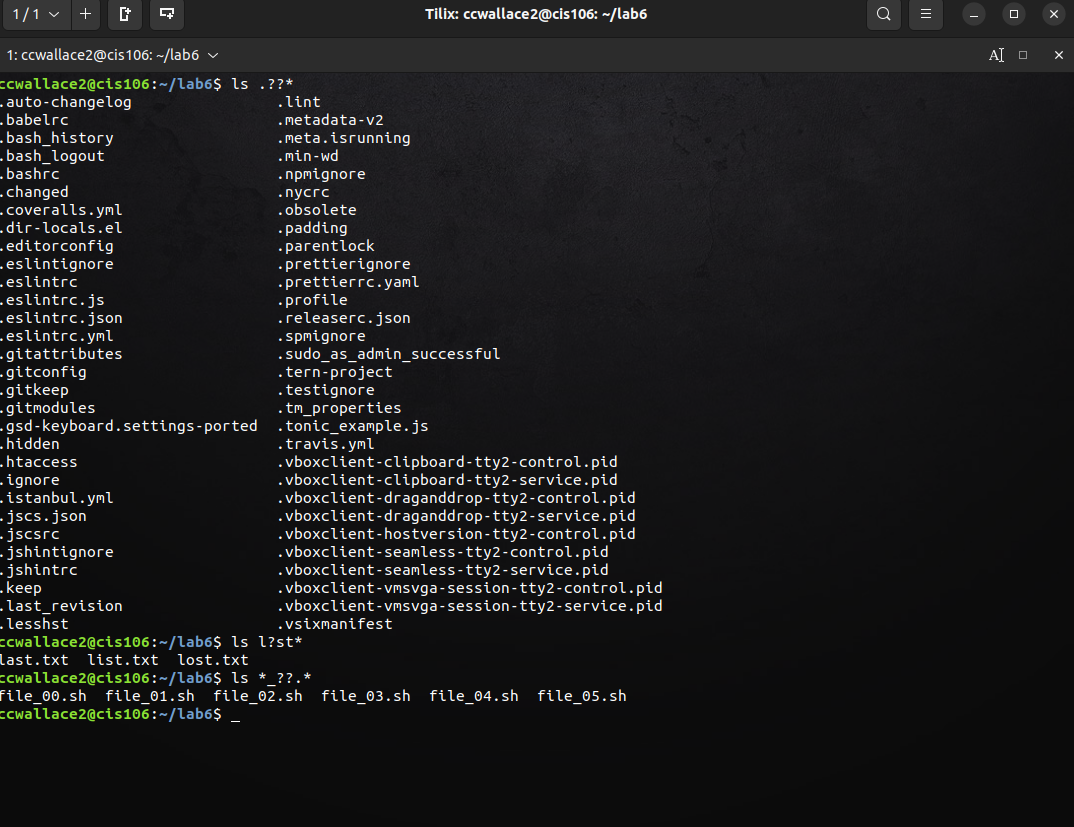 1 / 1
Tilix: ccwallace2@cis106: ~/lab6
1: ccwallace2@cis106: ~/lab6
ccwallace2@cis106:~/lab6$ ls .??*
.auto-changelog .lint
.babelrc .metadata-v2
.bash_history .meta.isrunning
.bash_logout .min-wd
.bashrc .npmignore
.changed .nycrc
.coveralls.yml .obsolete
.dir-locals.el .padding
.editorconfig .parentlock
.eslintignore .prettierignore
.eslintrc .prettierrc.yaml
.eslintrc.js .profile
.eslintrc.json .releaserc.json
.eslintrc.yml .spmignore
.gitattributes .sudo_as_admin_successful
.gitconfig .tern-project
.gitkeep .testignore
.gitmodules .tm_properties
.gsd-keyboard.settings-ported .tonic_example.js
.hidden .travis.yml
.htaccess .vboxclient-clipboard-tty2-control.pid
.ignore .vboxclient-clipboard-tty2-service.pid
.istanbul.yml .vboxclient-draganddrop-tty2-control.pid
.jscs.json .vboxclient-draganddrop-tty2-service.pid
.jscsrc .vboxclient-hostversion-tty2-control.pid
.jshintignore .vboxclient-seamless-tty2-control.pid
.jshintrc .vboxclient-seamless-tty2-service.pid
.keep .vboxclient-vmsvga-session-tty2-control.pid
.last_revision .vboxclient-vmsvga-session-tty2-service.pid
.lesshst .vsixmanifest
ccwallace2@cis106:~/lab6$ ls l?st*
last.txt list.txt lost.txt
ccwallace2@cis106:~/lab6$ ls *_??.*
file_00.sh file_01.sh file_02.sh file_03.sh file_04.sh file_05.sh
ccwallace2@cis106:~/lab6$ _